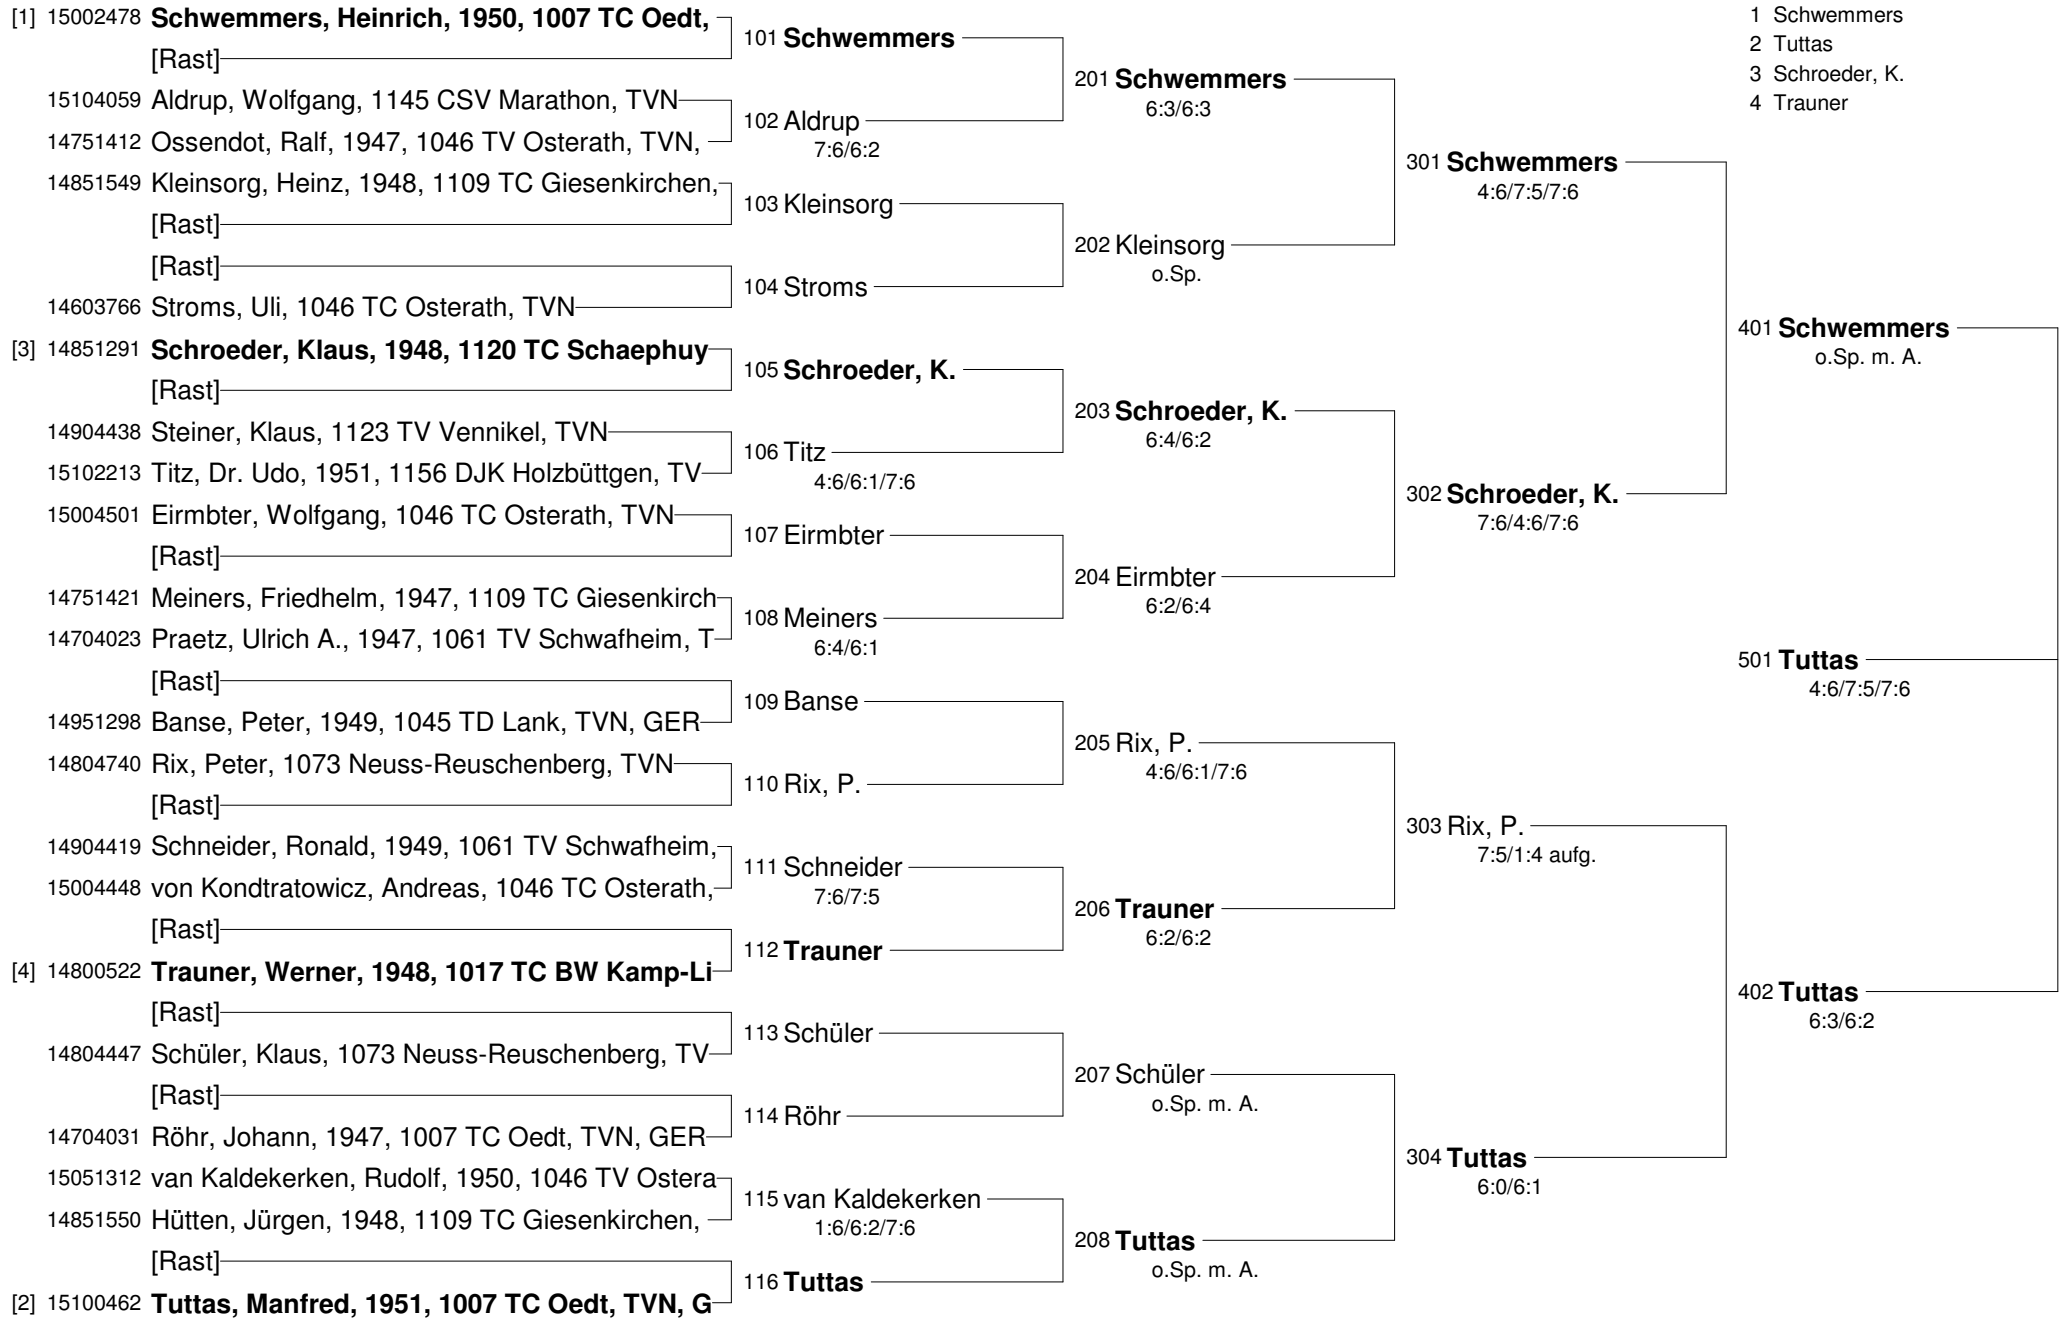 [1] 15002478 Schwemmers, Heinrich, 1950, 1007 TC Oedt,
[Rast]
15104059 Aldrup, Wolfgang, 1145 CSV Marathon, TVN
14751412 Ossendot, Ralf, 1947, 1046 TV Osterath, TVN,
14851549 Kleinsorg, Heinz, 1948, 1109 TC Giesenkirchen,
[Rast]
[Rast]
14603766 Stroms, Uli, 1046 TC Osterath, TVN
[3] 14851291 Schroeder, Klaus, 1948, 1120 TC Schaephuy
[Rast]
14904438 Steiner, Klaus, 1123 TV Vennikel, TVN
15102213 Titz, Dr. Udo, 1951, 1156 DJK Holzbüttgen, TV
15004501 Eirmbter, Wolfgang, 1046 TC Osterath, TVN
[Rast]
14751421 Meiners, Friedhelm, 1947, 1109 TC Giesenkirch
14704023 Praetz, Ulrich A., 1947, 1061 TV Schwafheim, T
[Rast]
14951298 Banse, Peter, 1949, 1045 TD Lank, TVN, GER
14804740 Rix, Peter, 1073 Neuss-Reuschenberg, TVN
[Rast]
14904419 Schneider, Ronald, 1949, 1061 TV Schwafheim,
15004448 von Kondtratowicz, Andreas, 1046 TC Osterath,
[Rast]
[4] 14800522 Trauner, Werner, 1948, 1017 TC BW Kamp-Li
[Rast]
14804447 Schüler, Klaus, 1073 Neuss-Reuschenberg, TV
[Rast]
14704031 Röhr, Johann, 1947, 1007 TC Oedt, TVN, GER
15051312 van Kaldekerken, Rudolf, 1950, 1046 TV Ostera
14851550 Hütten, Jürgen, 1948, 1109 TC Giesenkirchen,
[Rast]
[2] 15100462 Tuttas, Manfred, 1951, 1007 TC Oedt, TVN, G
101 Schwemmers
102 Aldrup
7:6/6:2
103 Kleinsorg
104 Stroms
105 Schroeder, K.
106 Titz
4:6/6:1/7:6
107 Eirmbter
108 Meiners
6:4/6:1
109 Banse
110 Rix, P.
111 Schneider
7:6/7:5
112 Trauner
113 Schüler
114 Röhr
115 van Kaldekerken
1:6/6:2/7:6
116 Tuttas
201 Schwemmers
6:3/6:3
202 Kleinsorg
o.Sp.
203 Schroeder, K.
6:4/6:2
204 Eirmbter
6:2/6:4
205 Rix, P.
4:6/6:1/7:6
206 Trauner
6:2/6:2
207 Schüler
o.Sp. m. A.
208 Tuttas
o.Sp. m. A.
301 Schwemmers
4:6/7:5/7:6
302 Schroeder, K.
7:6/4:6/7:6
303 Rix, P.
7:5/1:4 aufg.
304 Tuttas
6:0/6:1
1 Schwemmers
2 Tuttas
3 Schroeder, K.
4 Trauner
401 Schwemmers
o.Sp. m. A.
501 Tuttas
4:6/7:5/7:6
402 Tuttas
6:3/6:2